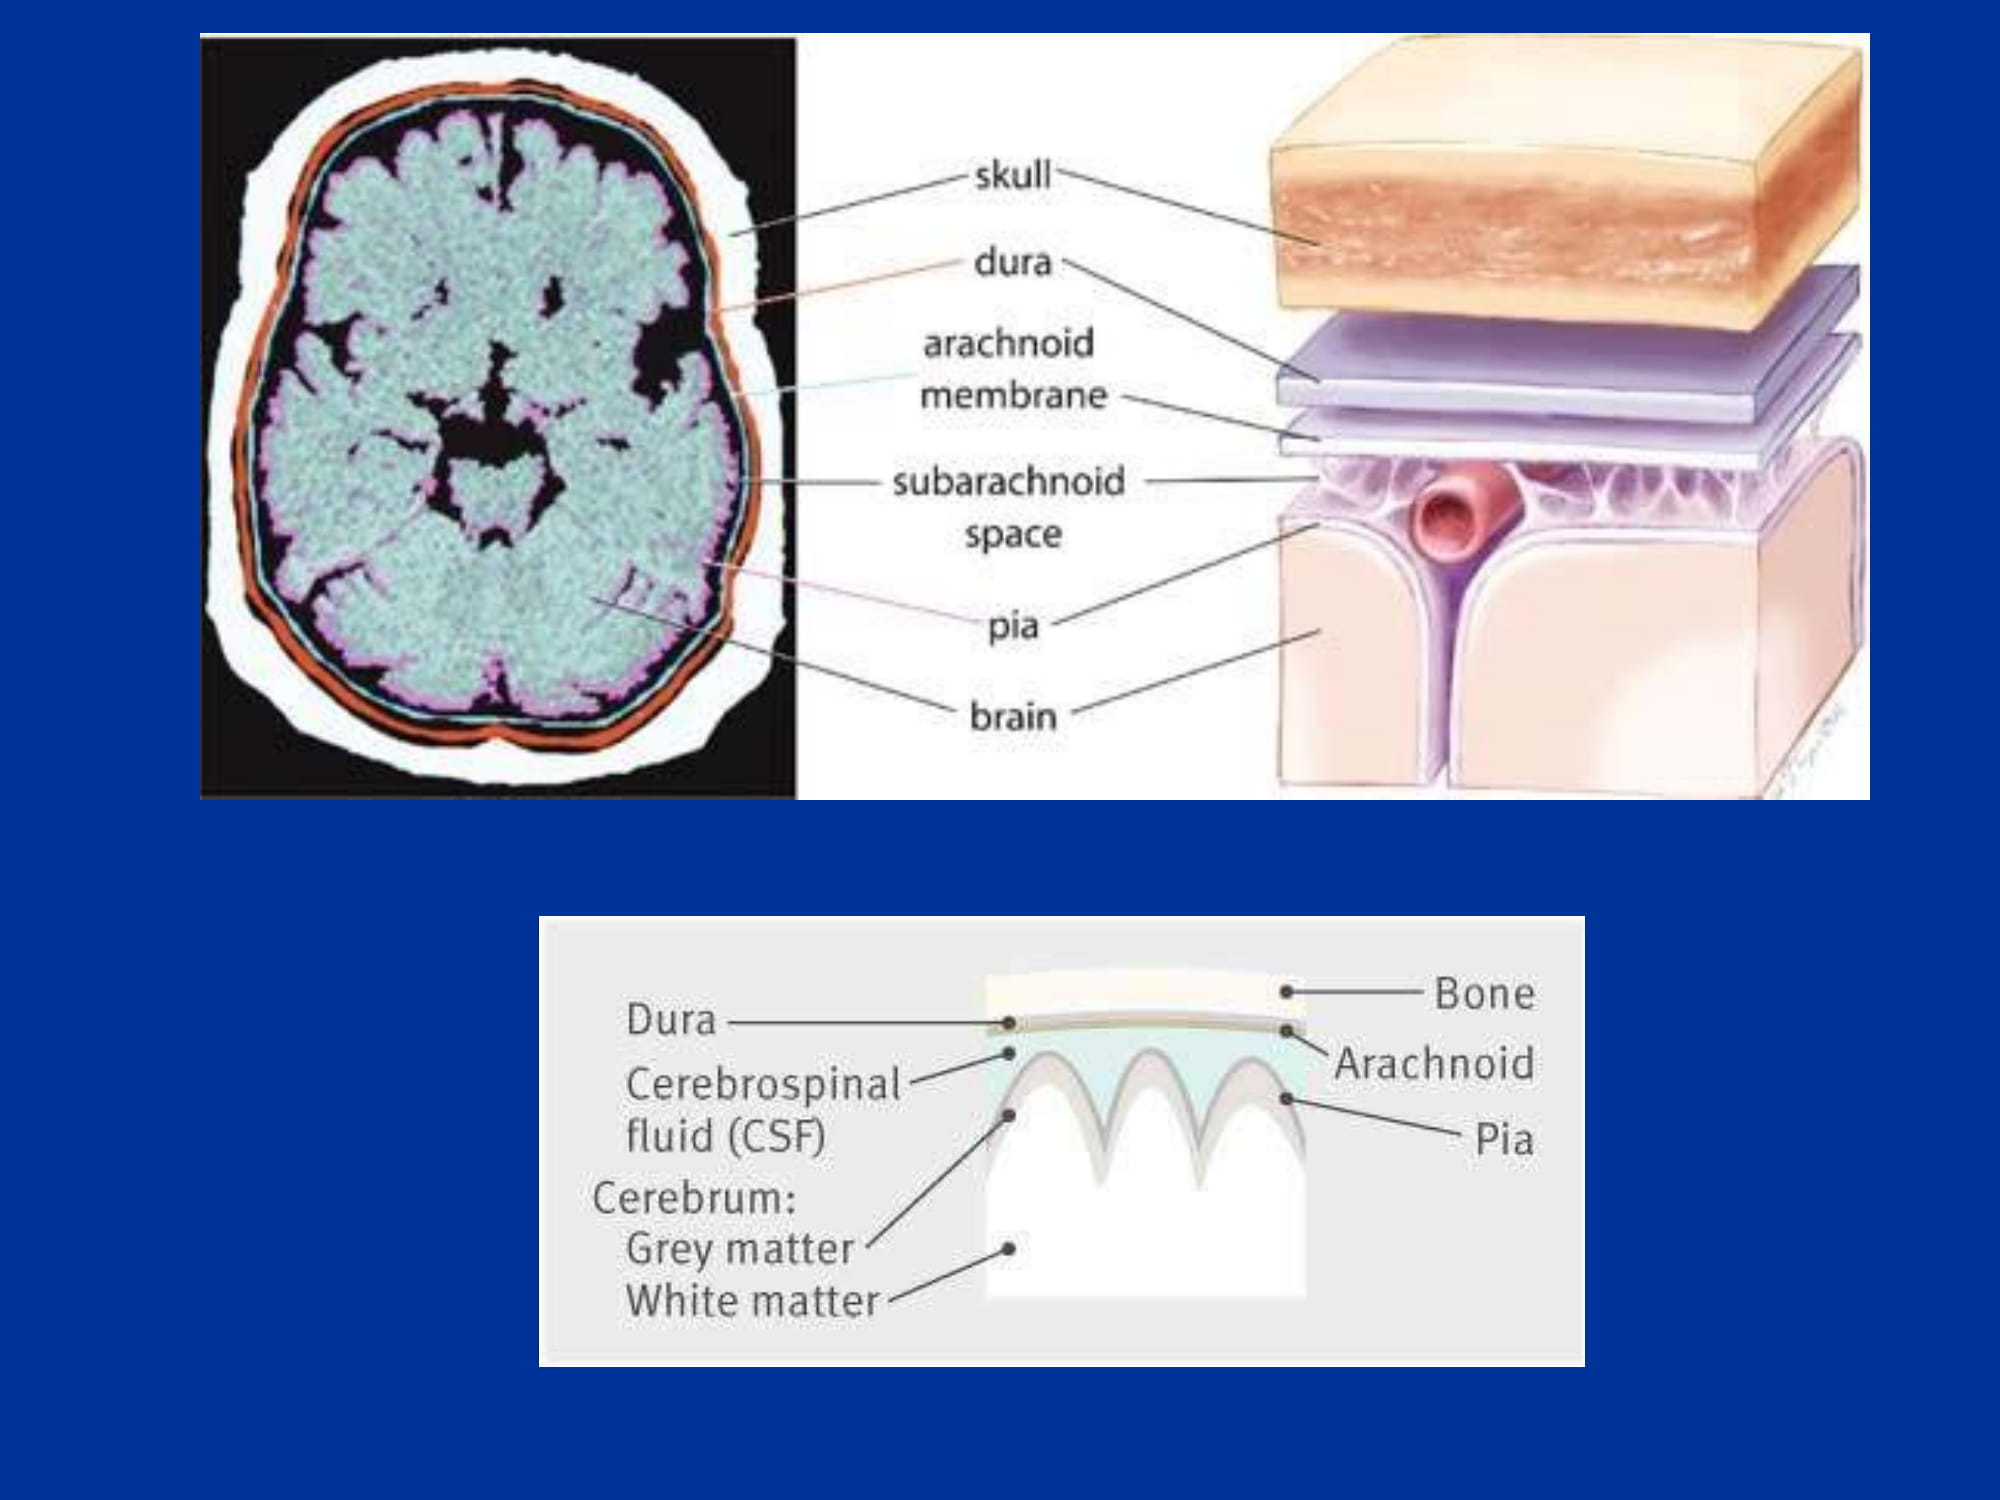 skull
dura
arachnoid
membrane
subarachnoid
space
pia
brain
Dura
Cerebrospinal
fluid (CSF)
Cerebrum:
Grey matter
White matter
Bone
Arachnoid
Pia